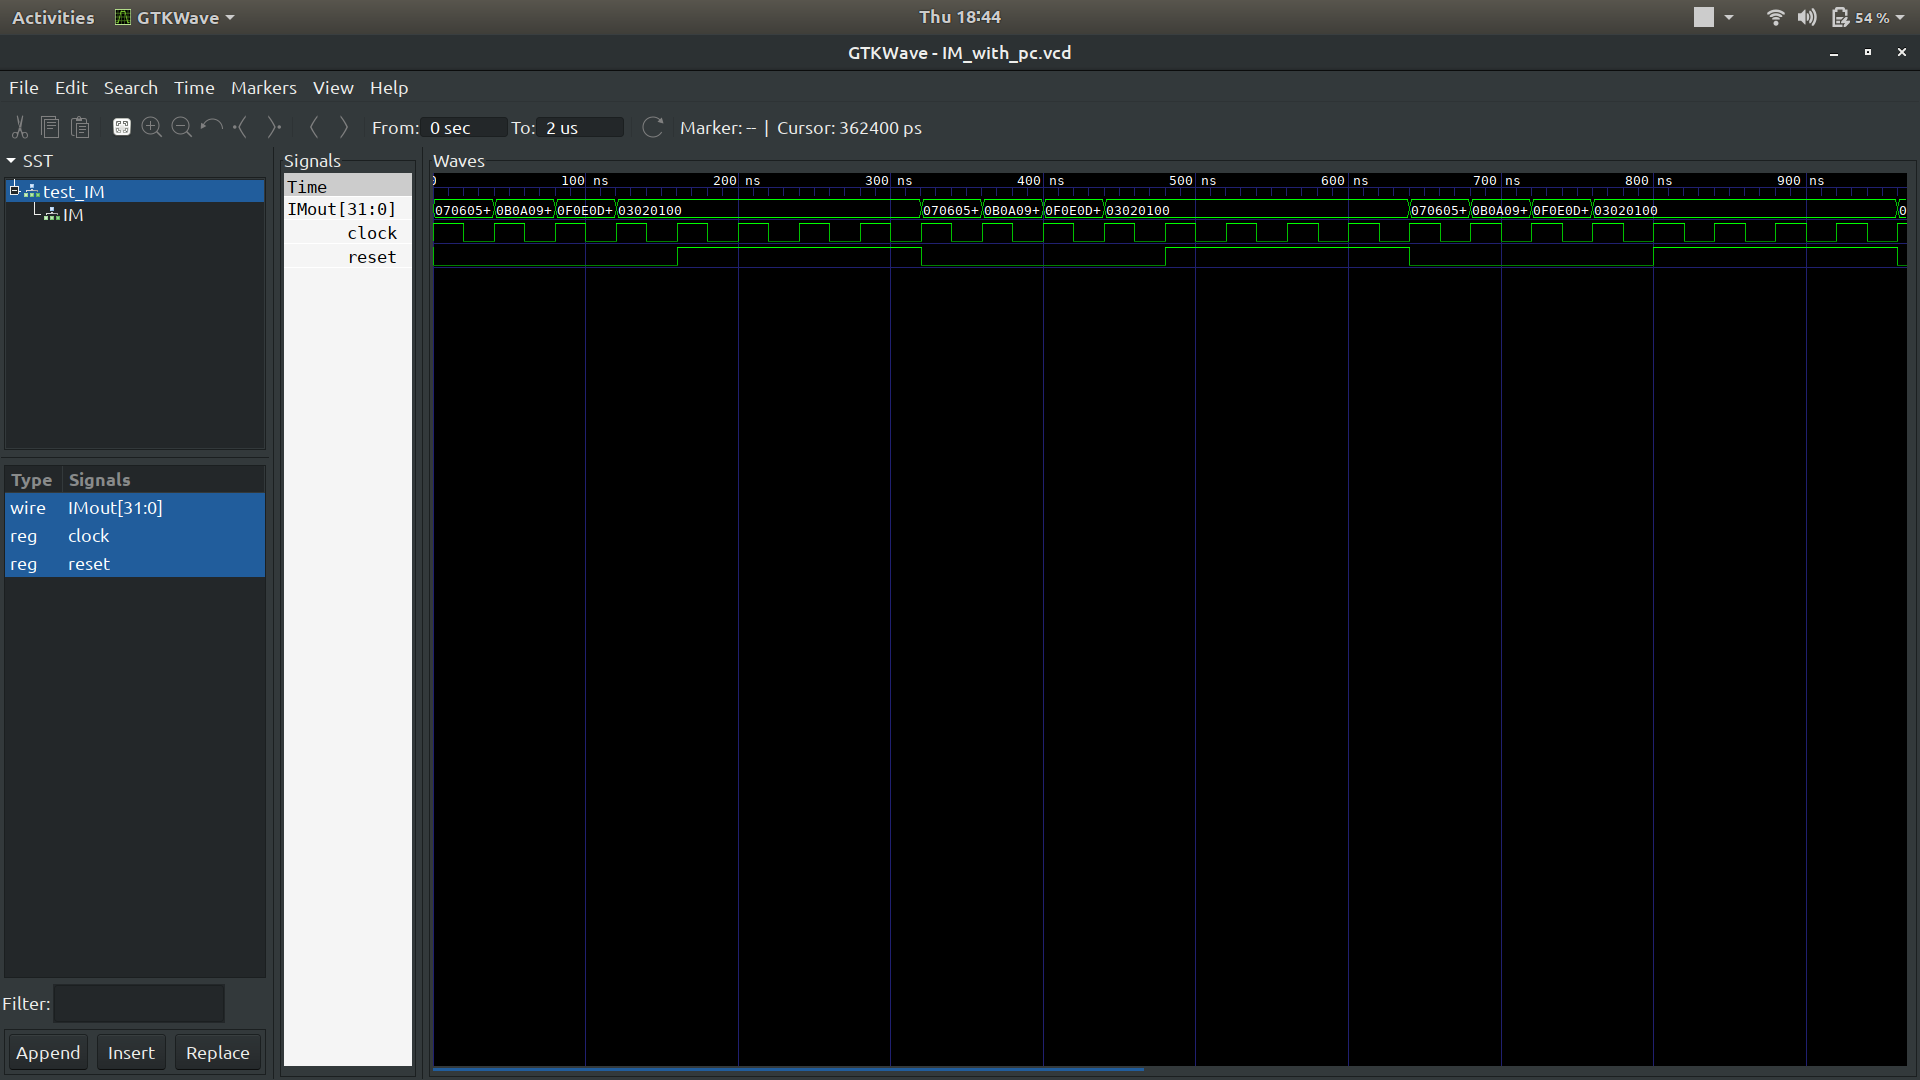 Activities GTKWave Thu 18:44 54 %
GTKWave - IM_with_pc.vcd
File Edit Search Time Markers View Help
From: 0 sec To: 2 us Marker: -- | Cursor: 362400 ps
SST
test_IM
IM
Type Signals
wire IMout[31:0]
reg clock
reg reset
Filter:
Append Insert Replace
Signals
Time
IMout[31:0]
clock
reset
Waves
0 100 ns 200 ns 300 ns 400 ns 500 ns 600 ns 700 ns 800 ns 900 ns
070605+ 0B0A09+ 0F0E0D+ 03020100 070605+ 0B0A09+ 0F0E0D+ 03020100 070605+ 0B0A09+ 0F0E0D+ 03020100 0